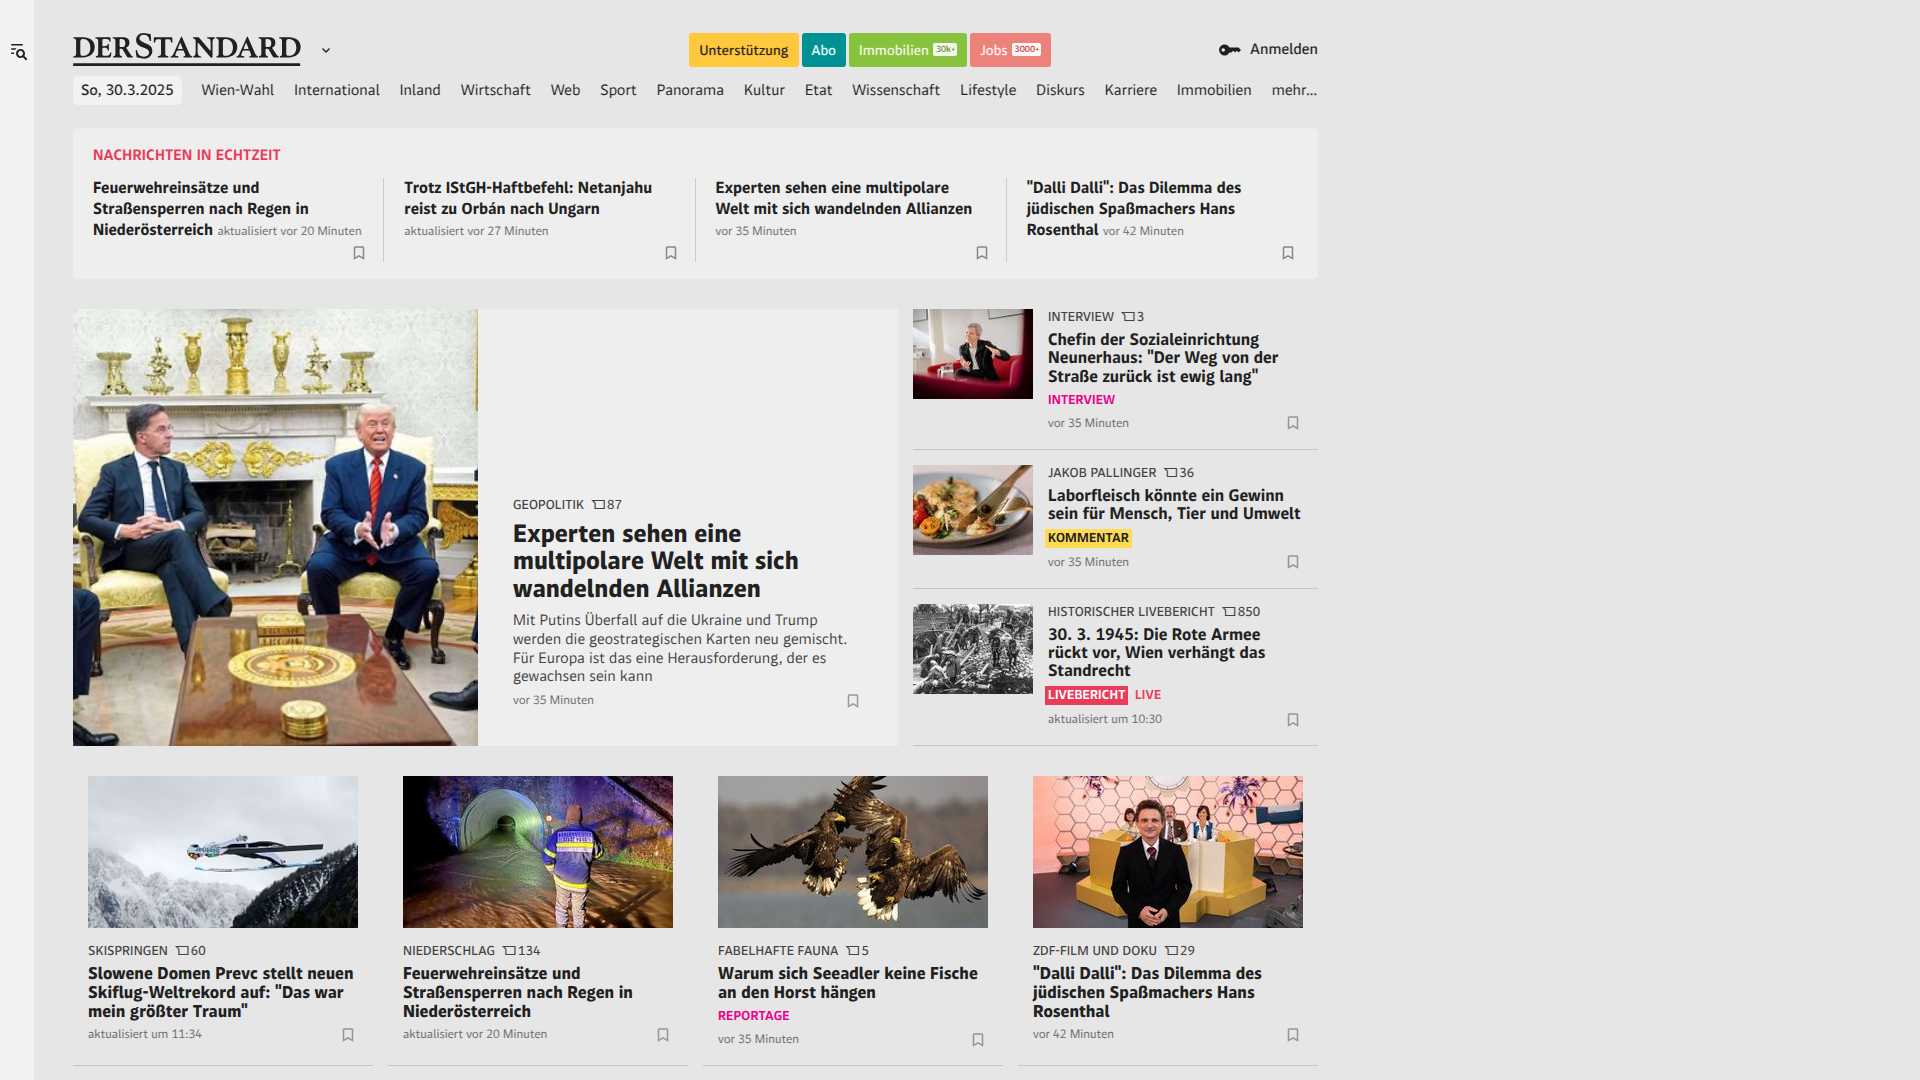 DERSTANDARD
Unterstützung
Abo
Immobilien 30k+
Jobs 3000+
Anmelden
So, 30.3.2025
Wien-Wahl
International
Inland
Wirtschaft
Web
Sport
Panorama
Kultur
Etat
Wissenschaft
Lifestyle
Diskurs
Karriere
Immobilien
mehr...
NACHRICHTEN IN ECHTZEIT
Feuerwehreinsätze und
Straßensperren nach Regen in
Niederösterreich aktualisiert vor 20 Minuten
Trotz IStGH-Haftbefehl: Netanjahu
reist zu Orbán nach Ungarn
aktualisiert vor 27 Minuten
Experten sehen eine multipolare
Welt mit sich wandelnden Allianzen
vor 35 Minuten
"Dalli Dalli": Das Dilemma des
jüdischen Spaßmachers Hans
Rosenthal vor 42 Minuten
GEOPOLITIK 87
Experten sehen eine
multipolare Welt mit sich
wandelnden Allianzen
Mit Putins Überfall auf die Ukraine und Trump
werden die geostrategischen Karten neu gemischt.
Für Europa ist das eine Herausforderung, der es
gewachsen sein kann
vor 35 Minuten
INTERVIEW 3
Chefin der Sozialeinrichtung
Neunerhaus: "Der Weg von der
Straße zurück ist ewig lang"
INTERVIEW
vor 35 Minuten
JAKOB PALLINGER 36
Laborfleisch könnte ein Gewinn
sein für Mensch, Tier und Umwelt
KOMMENTAR
vor 35 Minuten
HISTORISCHER LIVEBERICHT 850
30. 3. 1945: Die Rote Armee
rückt vor, Wien verhängt das
Standrecht
LIVEBERICHT LIVE
aktualisiert um 10:30
SKISPRINGEN 60
Slowene Domen Prevc stellt neuen
Skiflug-Weltrekord auf: "Das war
mein größter Traum"
aktualisiert um 11:34
NIEDERSCHLAG 134
Feuerwehreinsätze und
Straßensperren nach Regen in
Niederösterreich
aktualisiert vor 20 Minuten
FABELHAFTE FAUNA 5
Warum sich Seeadler keine Fische
an den Horst hängen
REPORTAGE
vor 35 Minuten
ZDF-FILM UND DOKU 29
"Dalli Dalli": Das Dilemma des
jüdischen Spaßmachers Hans
Rosenthal
vor 42 Minuten